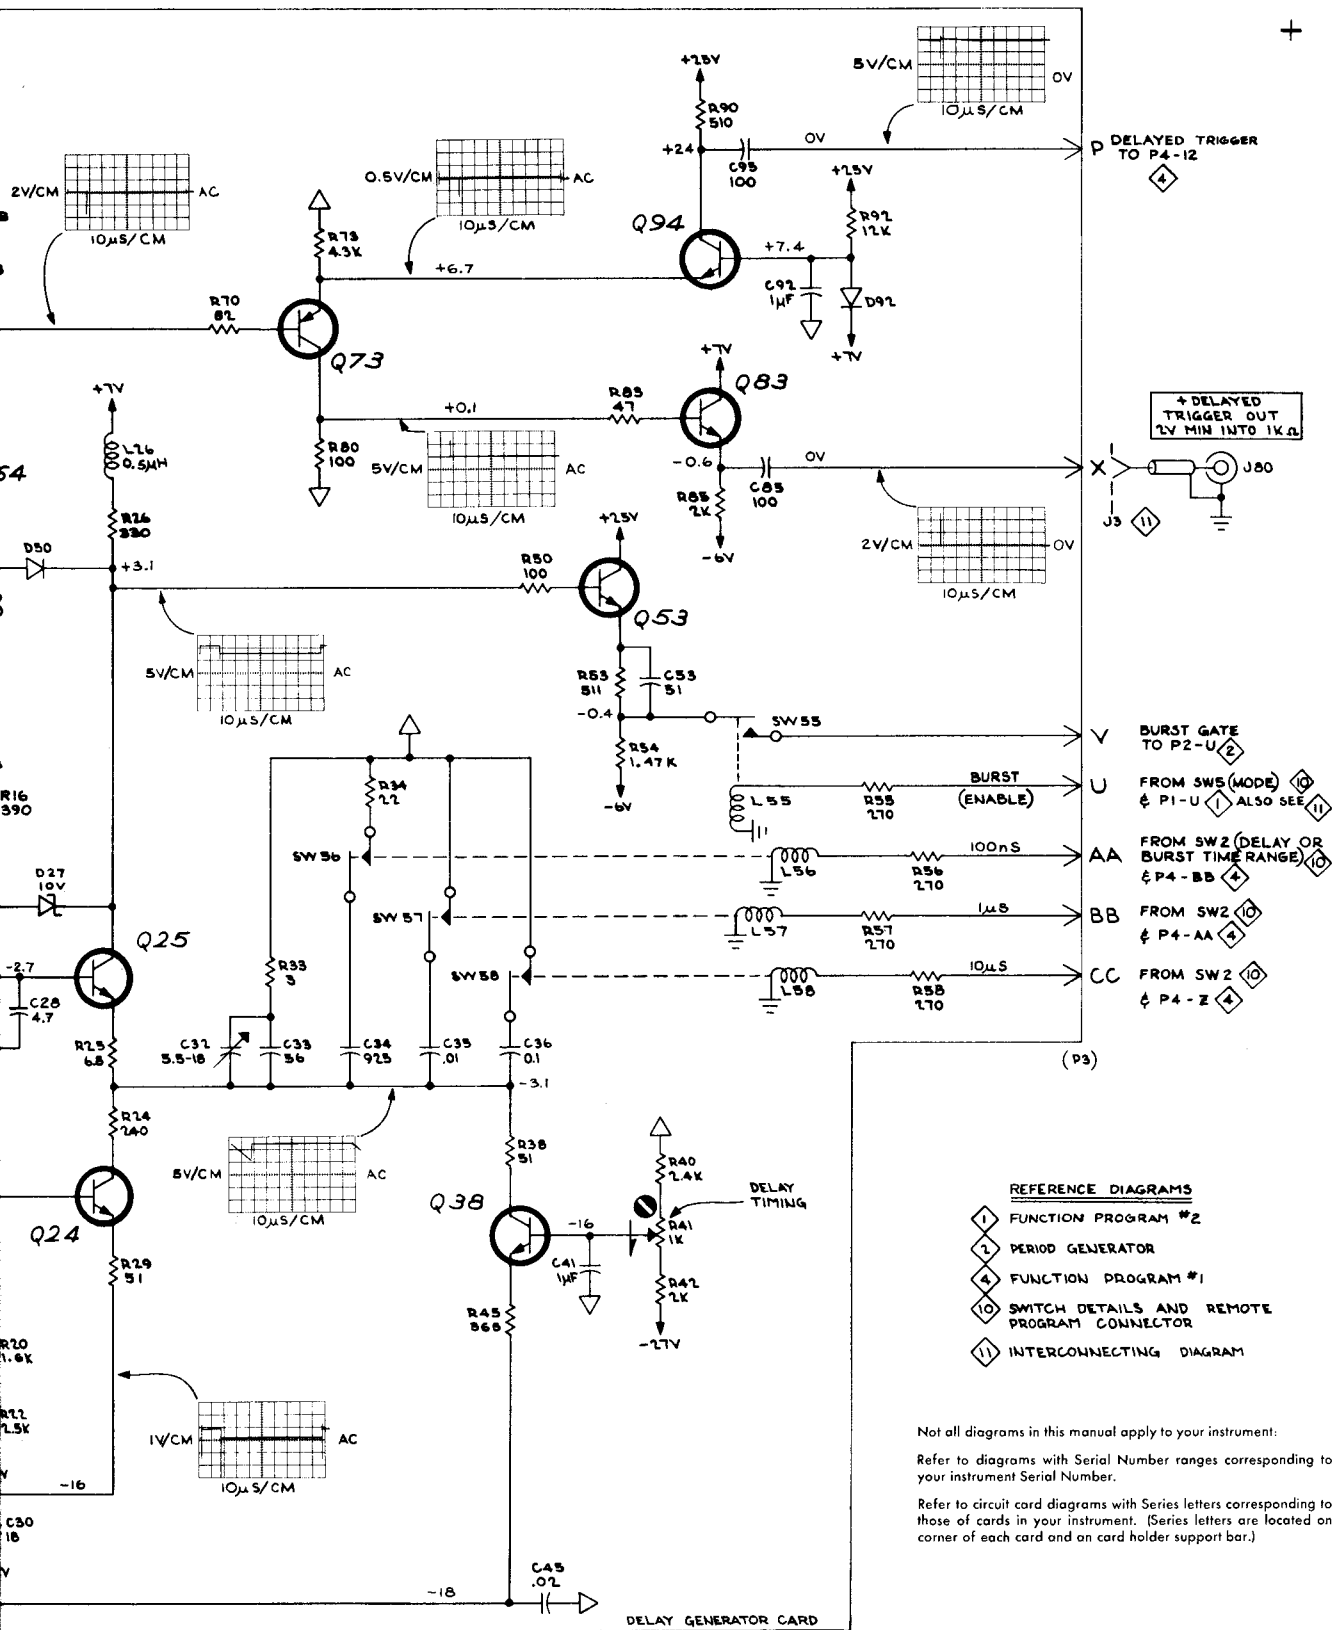 +25V
5V/CM
0V
10µS/CM
R90
510
+24
C95
100
0V
P DELAYED TRIGGER
TO P4-12
4
2V/CM
AC
10µS/CM
0.5V/CM
AC
10µS/CM
R73
4.3K
+6.7
Q94
+25V
R92
12K
+7.4
C92
1µF
D92
+7V
R70
82
Q73
+7V
Q83
+7V
L26
0.5µH
R26
330
+0.1
R83
47
R80
100
5V/CM
AC
10µS/CM
-0.6
C85
100
0V
R85
2K
-6V
2V/CM
0V
10µS/CM
+ DELAYED
TRIGGER OUT
2V MIN INTO 1KΩ
X
J80
J3
11
54
D50
+3.1
R50
100
+25V
Q53
5V/CM
AC
10µS/CM
R53
511
C53
51
-0.4
R54
1.47K
-6V
SW55
V BURST GATE
TO P2-U 2
L55
R55
270
BURST
(ENABLE)
U FROM SW5 (MODE) 10
& P1-U 1 ALSO SEE 11
R16
390
R34
22
SW56
L56
R56
270
100nS
AA FROM SW2 (DELAY OR
BURST TIME RANGE) 10
& P4-BB 4
D27
10V
SW57
L57
R57
270
1µS
BB FROM SW2 10
& P4-AA 4
Q25
-2.7
C28
4.7
R33
3
SW58
L58
R58
270
10µS
CC FROM SW2 10
& P4-Z 4
R25
6.8
C32
5.5-18
C33
56
C34
925
C35
.01
C36
0.1
(P3)
-3.1
R24
240
5V/CM
AC
10µS/CM
R38
51
R40
2.4K
DELAY
TIMING
Q24
Q38
-16
R41
1K
C41
1µF
R42
2K
-27V
R29
51
R45
365
R20
1.6K
R22
2.5K
1V/CM
AC
10µS/CM
-16
C30
18
C45
.02
-18
DELAY GENERATOR CARD
REFERENCE DIAGRAMS
1 FUNCTION PROGRAM #2
2 PERIOD GENERATOR
4 FUNCTION PROGRAM #1
10 SWITCH DETAILS AND REMOTE
PROGRAM CONNECTOR
11 INTERCONNECTING DIAGRAM
Not all diagrams in this manual apply to your instrument:
Refer to diagrams with Serial Number ranges corresponding to
your instrument Serial Number.
Refer to circuit card diagrams with Series letters corresponding to
those of cards in your instrument. (Series letters are located on
corner of each card and on card holder support bar.)